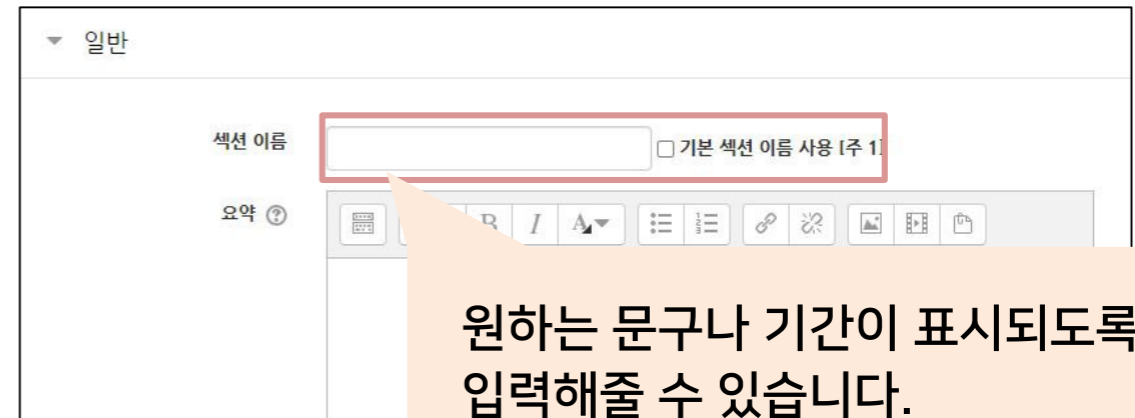 일반
섹션 이름
기본 섹션 이름 사용 [주 1]
요약
B I A
원하는 문구나 기간이 표시되도록
입력해줄 수 있습니다.